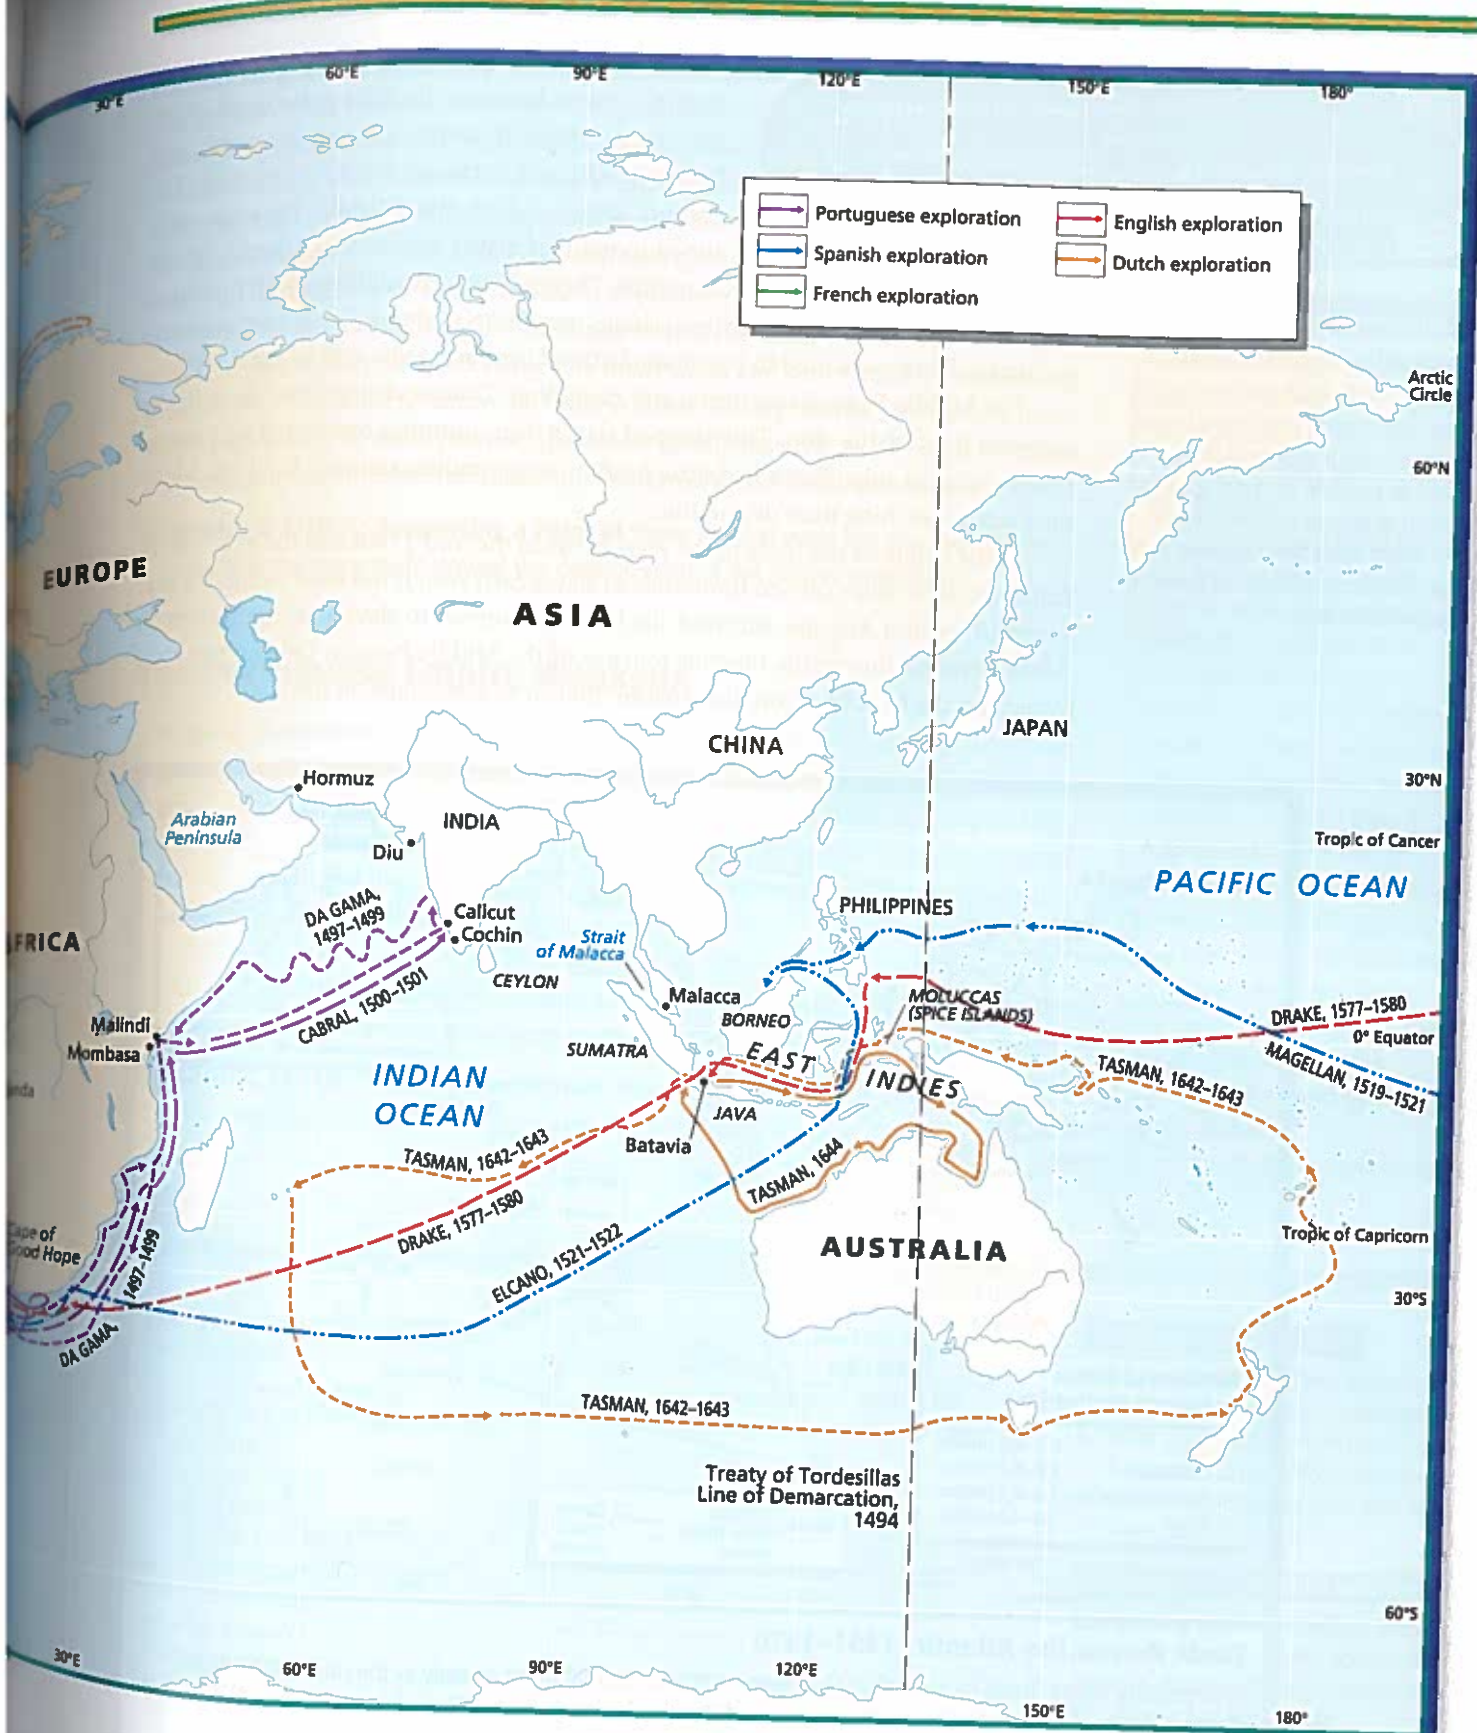 30°E
60°E
90°E
120°E
150°E
180°
Portuguese exploration
Spanish exploration
French exploration
English exploration
Dutch exploration
Arctic
Circle
60°N
EUROPE
ASIA
CHINA
JAPAN
Hormuz
30°N
Arabian
Peninsula
INDIA
Diu
Tropic of Cancer
PACIFIC OCEAN
DA GAMA,
1497–1499
Calicut
Cochin
PHILIPPINES
FRICA
Strait
of Malacca
CEYLON
Malacca
MOLUCCAS
(SPICE ISLANDS)
CABRAL, 1500–1501
BORNEO
DRAKE, 1577–1580
Malindi
Mombasa
0° Equator
SUMATRA
EAST
INDIES
MAGELLAN, 1519–1521
TASMAN, 1642–1643
INDIAN
OCEAN
JAVA
Batavia
TASMAN, 1642–1643
TASMAN, 1644
DRAKE, 1577–1580
Cape of
Good Hope
Tropic of Capricorn
AUSTRALIA
ELCANO, 1521–1522
30°S
DA GAMA, 1497–1499
TASMAN, 1642–1643
Treaty of Tordesillas
Line of Demarcation,
1494
60°S
30°E
60°E
90°E
120°E
150°E
180°